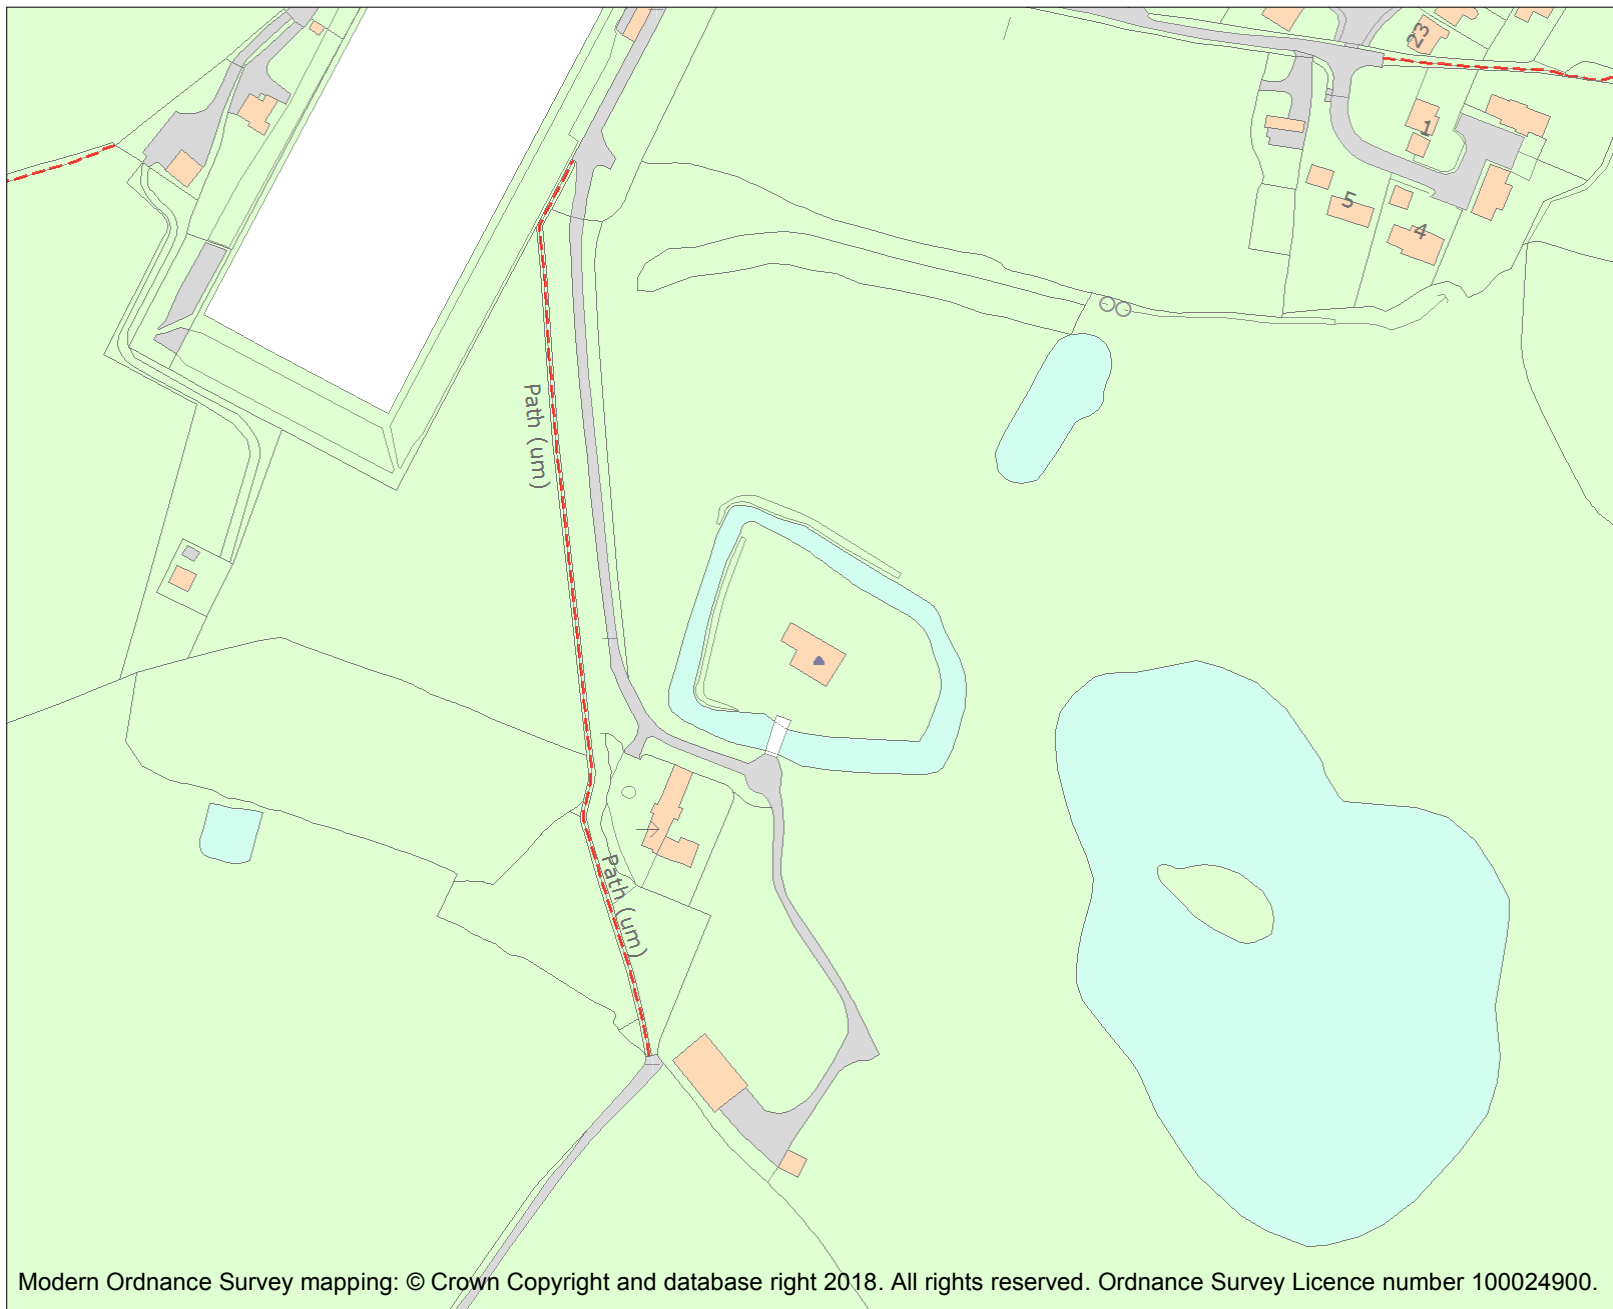 23
1
5
4
Path (um)
Path (um)
Modern Ordnance Survey mapping: © Crown Copyright and database right 2018. All rights reserved. Ordnance Survey Licence number 100024900.